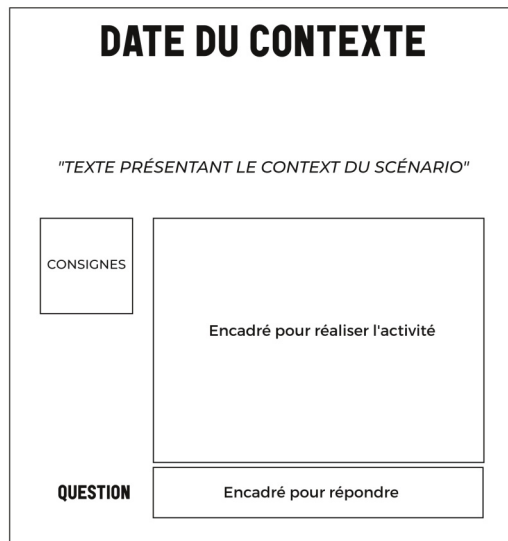 DATE DU CONTEXTE
"TEXTE PRÉSENTANT LE CONTEXT DU SCÉNARIO"
CONSIGNES
Encadré pour réaliser l'activité
QUESTION
Encadré pour répondre